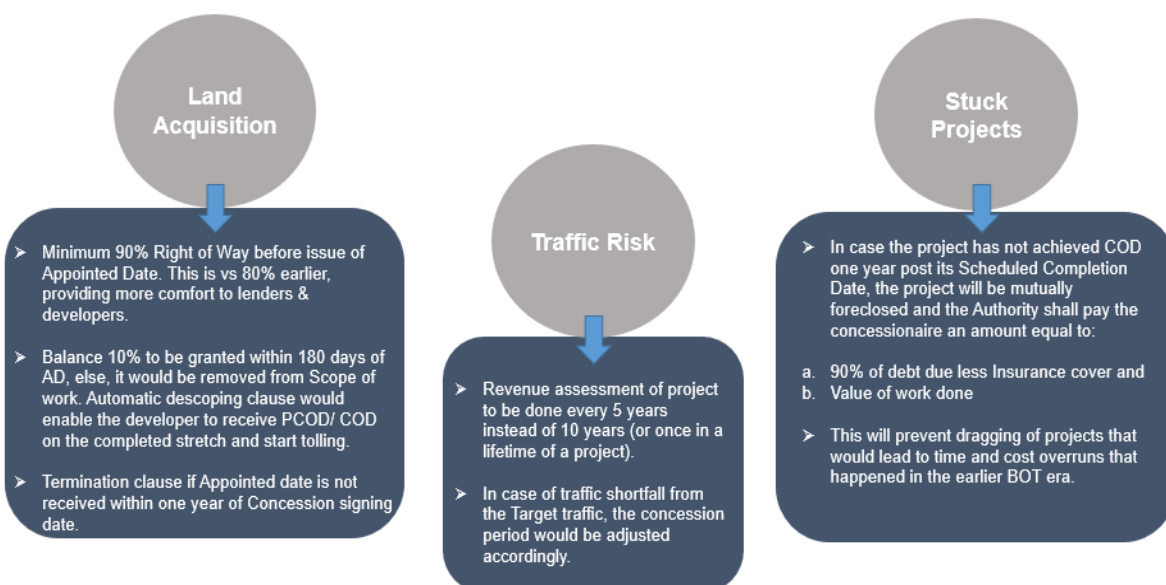 Land
Acquisition
➢ Minimum 90% Right of Way before issue of
Appointed Date. This is vs 80% earlier,
providing more comfort to lenders &
developers.
➢ Balance 10% to be granted within 180 days of
AD, else, it would be removed from Scope of
work. Automatic descoping clause would
enable the developer to receive PCOD/ COD
on the completed stretch and start tolling.
➢ Termination clause if Appointed date is not
received within one year of Concession signing
date.
Traffic Risk
➢ Revenue assessment of project
to be done every 5 years
instead of 10 years (or once in a
lifetime of a project).
➢ In case of traffic shortfall from
the Target traffic, the concession
period would be adjusted
accordingly.
Stuck
Projects
➢ In case the project has not achieved COD
one year post its Scheduled Completion
Date, the project will be mutually
foreclosed and the Authority shall pay the
concessionaire an amount equal to:
a. 90% of debt due less Insurance cover and
b. Value of work done
➢ This will prevent dragging of projects that
would lead to time and cost overruns that
happened in the earlier BOT era.